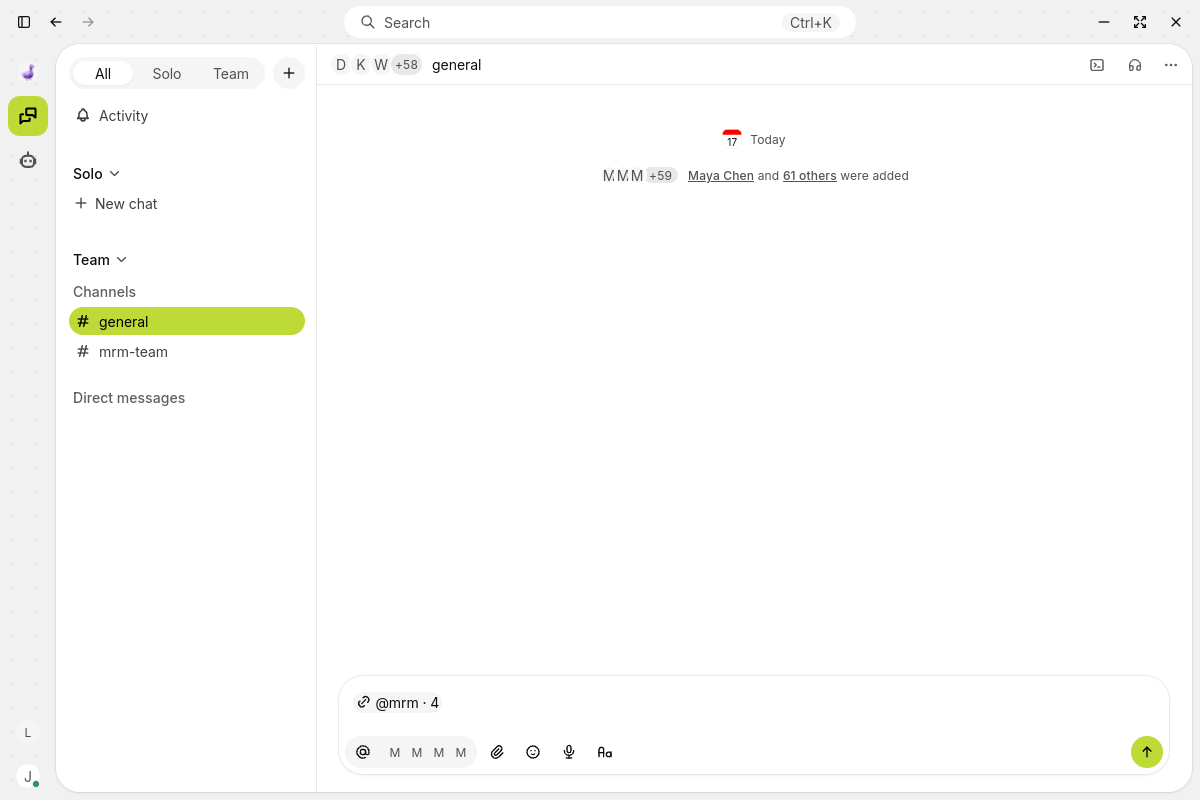 Search
Ctrl+K
All
Solo
Team
Activity
Solo
New chat
Team
Channels
# general
# mrm-team
Direct messages
L
J
D K W +58 general
17 Today
M M M +59 Maya Chen and 61 others were added
@mrm · 4
@ M M M M Aa